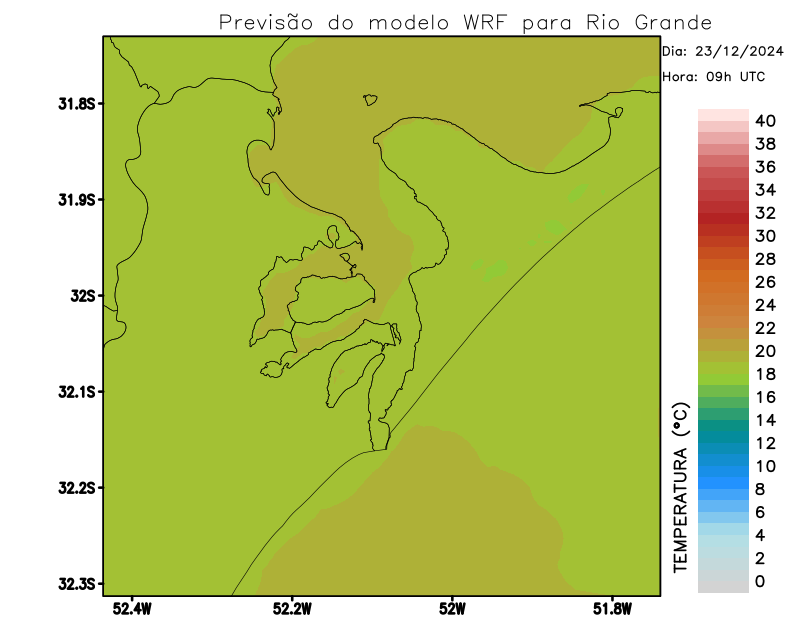 Previsão do modelo WRF para Rio Grande
Dia: 23/12/2024
Hora: 09h UTC
31.8S
31.9S
32S
32.1S
32.2S
32.3S
52.4W
52.2W
52W
51.8W
TEMPERATURA (°C)
40
38
36
34
32
30
28
26
24
22
20
18
16
14
12
10
8
6
4
2
0